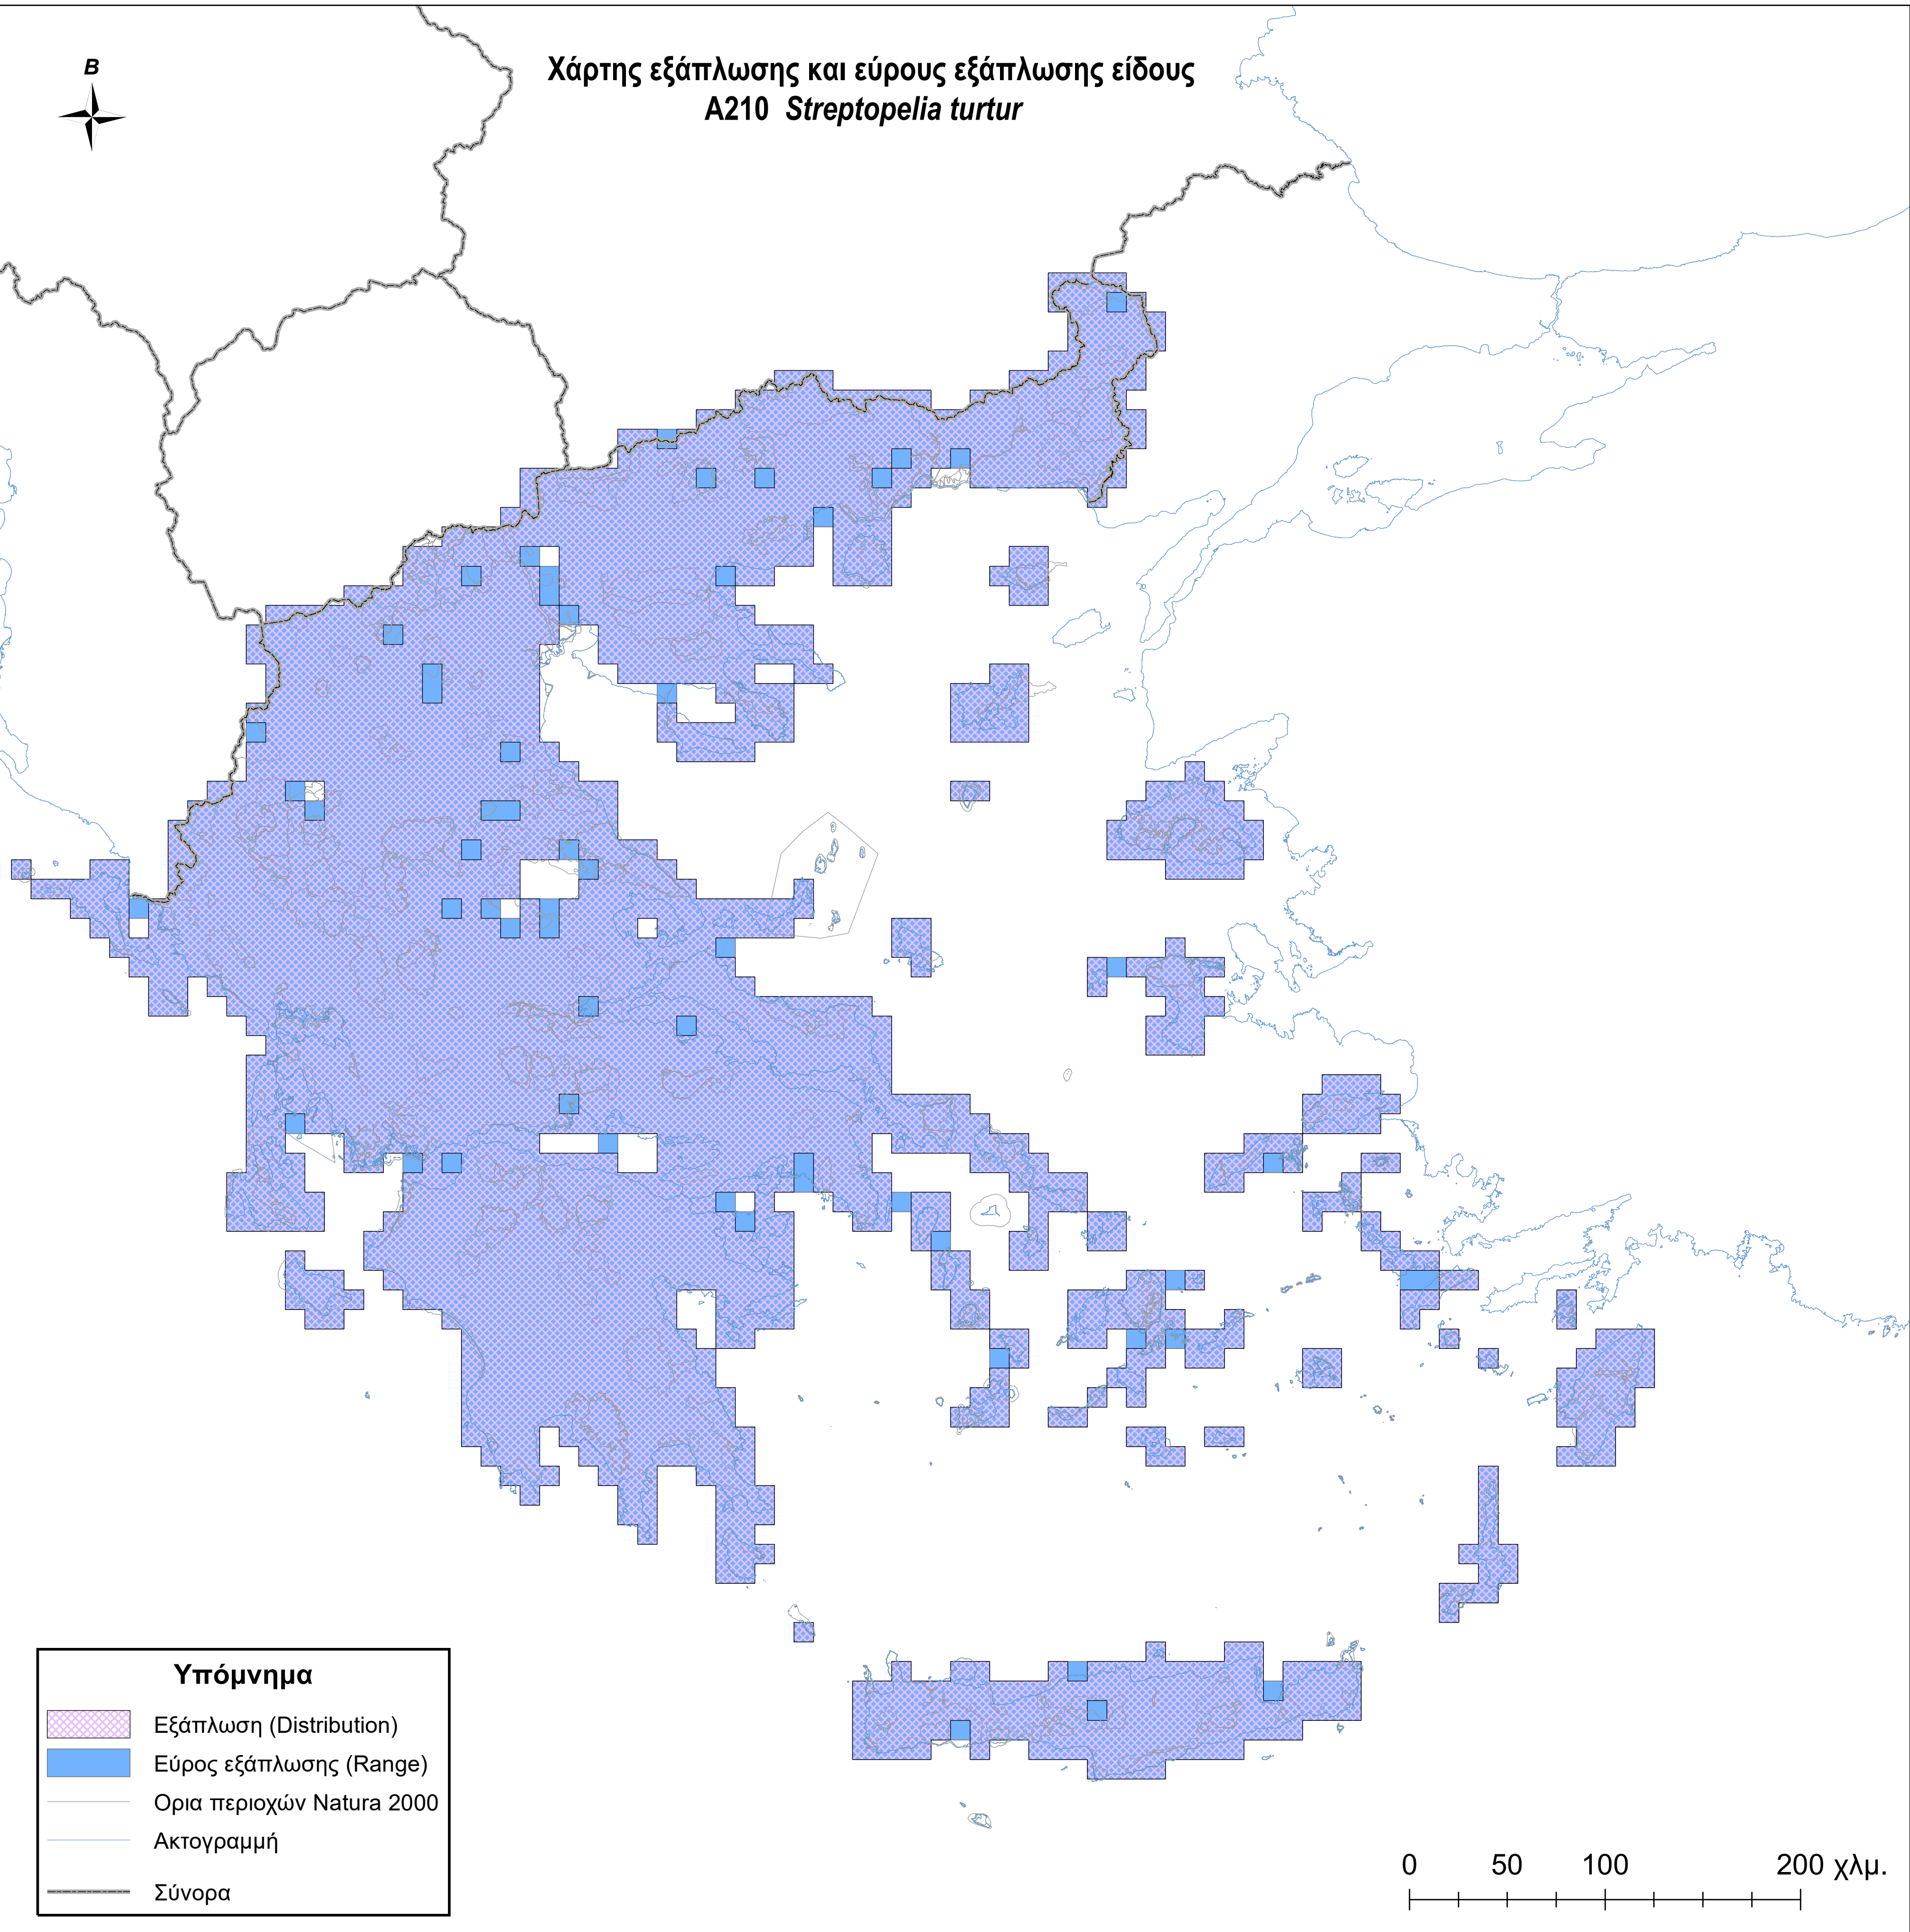 Χάρτης εξάπλωσης και εύρους εξάπλωσης είδους
A210 Streptopelia turtur
B
Υπόμνημα
Εξάπλωση (Distribution)
Εύρος εξάπλωσης (Range)
Ορια περιοχών Natura 2000
Ακτογραμμή
Σύνορα
0 50 100 200 χλμ.